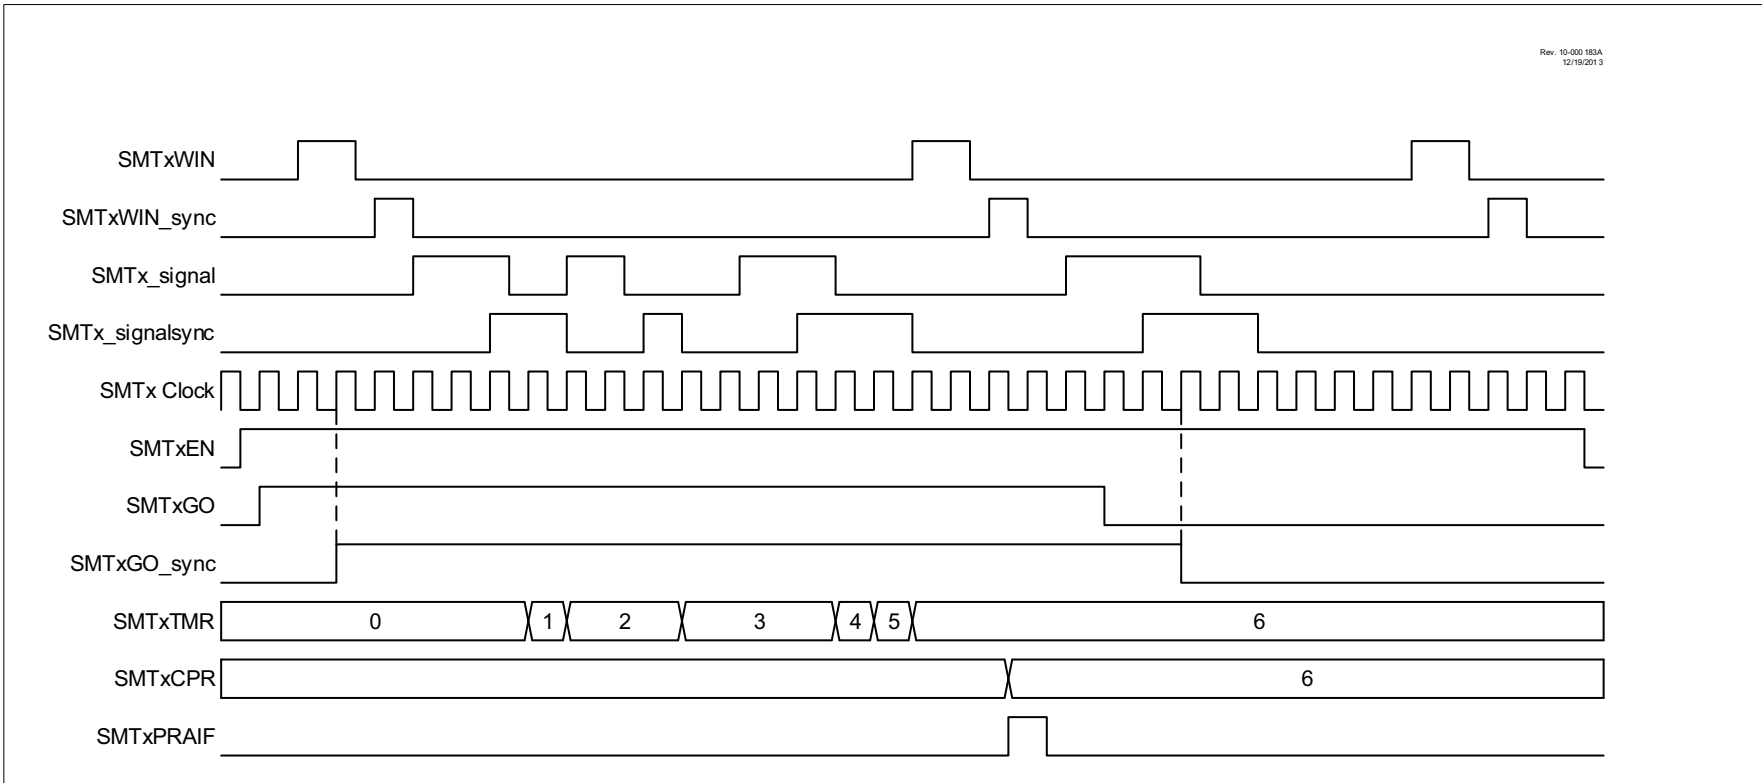 Rev. 10-000 183A
12/19/201 3
SMTxWIN
SMTxWIN_sync
SMTx_signal
SMTx_signalsync
SMTx Clock
SMTxEN
SMTxGO
SMTxGO_sync
SMTxTMR 0 1 2 3 4 5 6
SMTxCPR 6
SMTxPRAIF